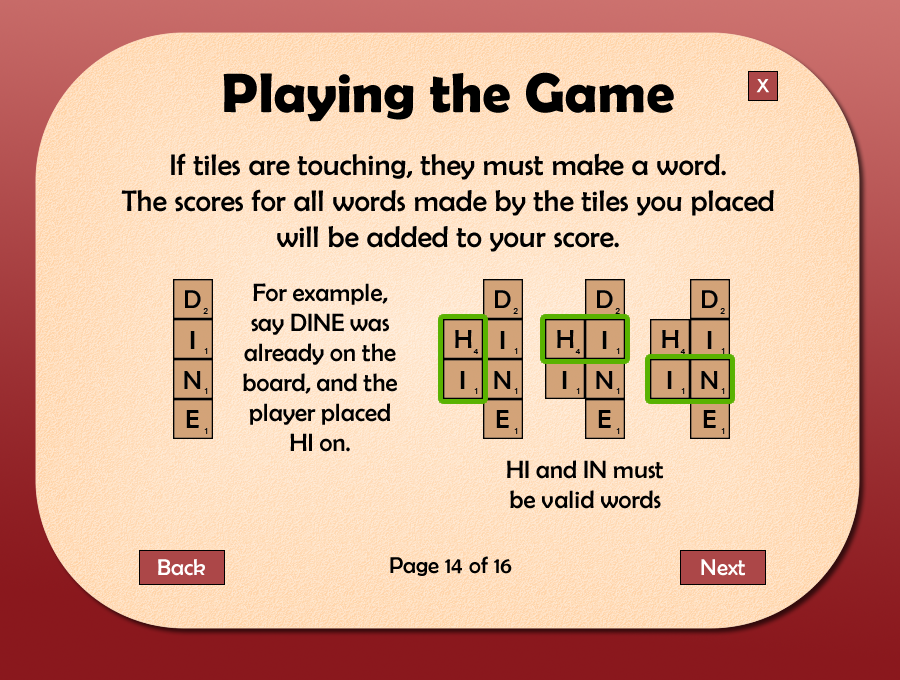 Playing the Game
X
If tiles are touching, they must make a word.
The scores for all words made by the tiles you placed
will be added to your score.
D2
I1
N1
E1
For example,
say DINE was
already on the
board, and the
player placed
HI on.
D2
H4 I1
I1 N1
E1
D2
H4 I1
I1 N1
E1
D2
H4 I1
I1 N1
E1
HI and IN must
be valid words
Back
Page 14 of 16
Next